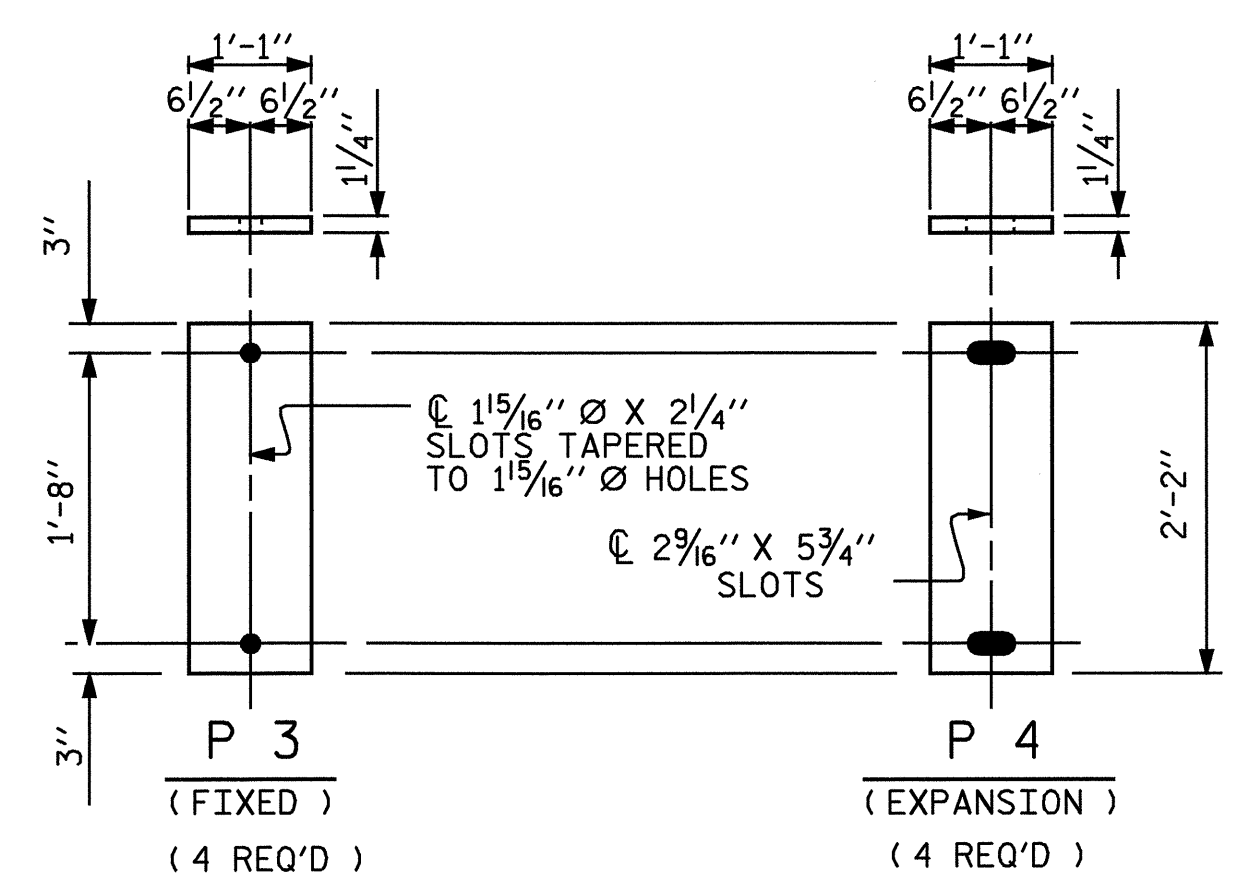 1'-1"
6 1/2" 6 1/2"
1 1/4"
3"
1'-8"
3"
℄ 1 15/16" Ø X 2 1/4"
SLOTS TAPERED
TO 1 15/16" Ø HOLES
P 3
( FIXED )
( 4 REQ'D )
1'-1"
6 1/2" 6 1/2"
1 1/4"
℄ 2 9/16" X 5 3/4"
SLOTS
2'-2"
P 4
( EXPANSION )
( 4 REQ'D )